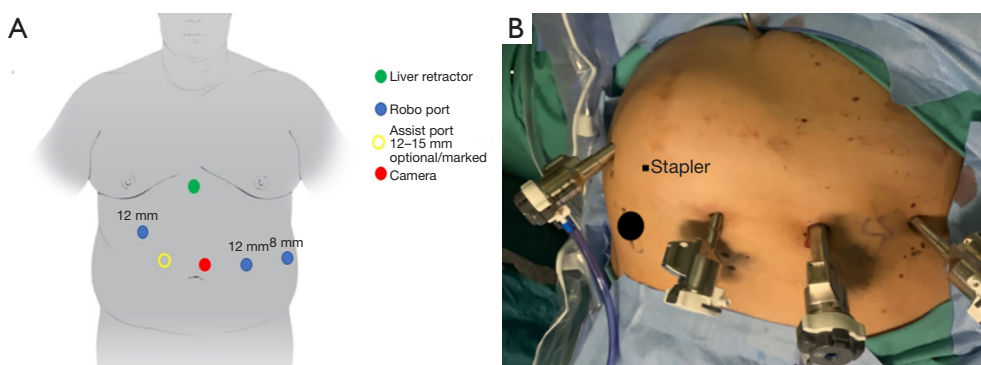 A
Liver retractor
Robo port
Assist port
12–15 mm
optional/marked
Camera
12 mm
12 mm
8 mm
B
Stapler